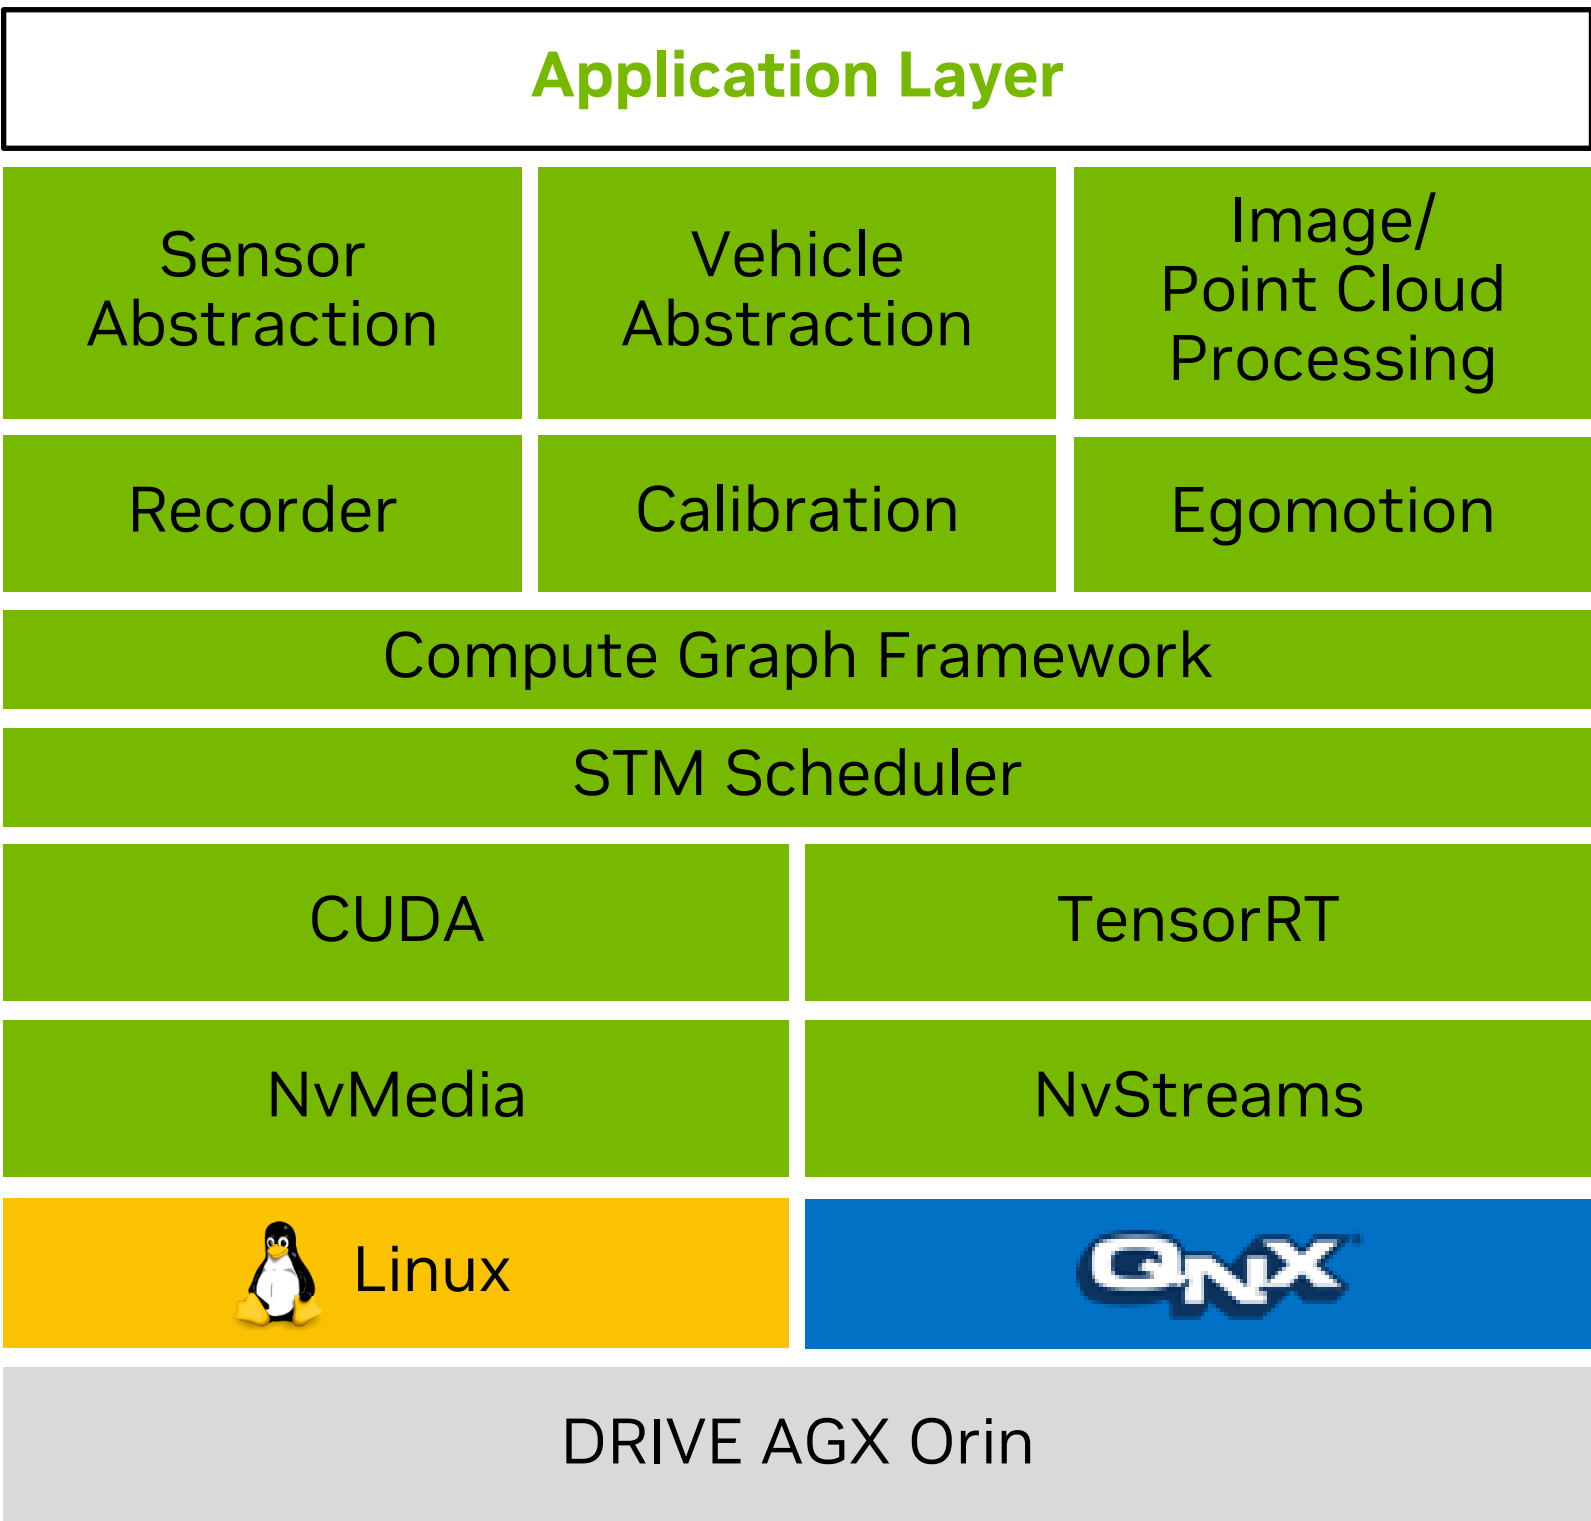 Application Layer
Sensor
Abstraction
Vehicle
Abstraction
Image/
Point Cloud
Processing
Recorder
Calibration
Egomotion
Compute Graph Framework
STM Scheduler
CUDA
TensorRT
NvMedia
NvStreams
Linux
QNX
DRIVE AGX Orin